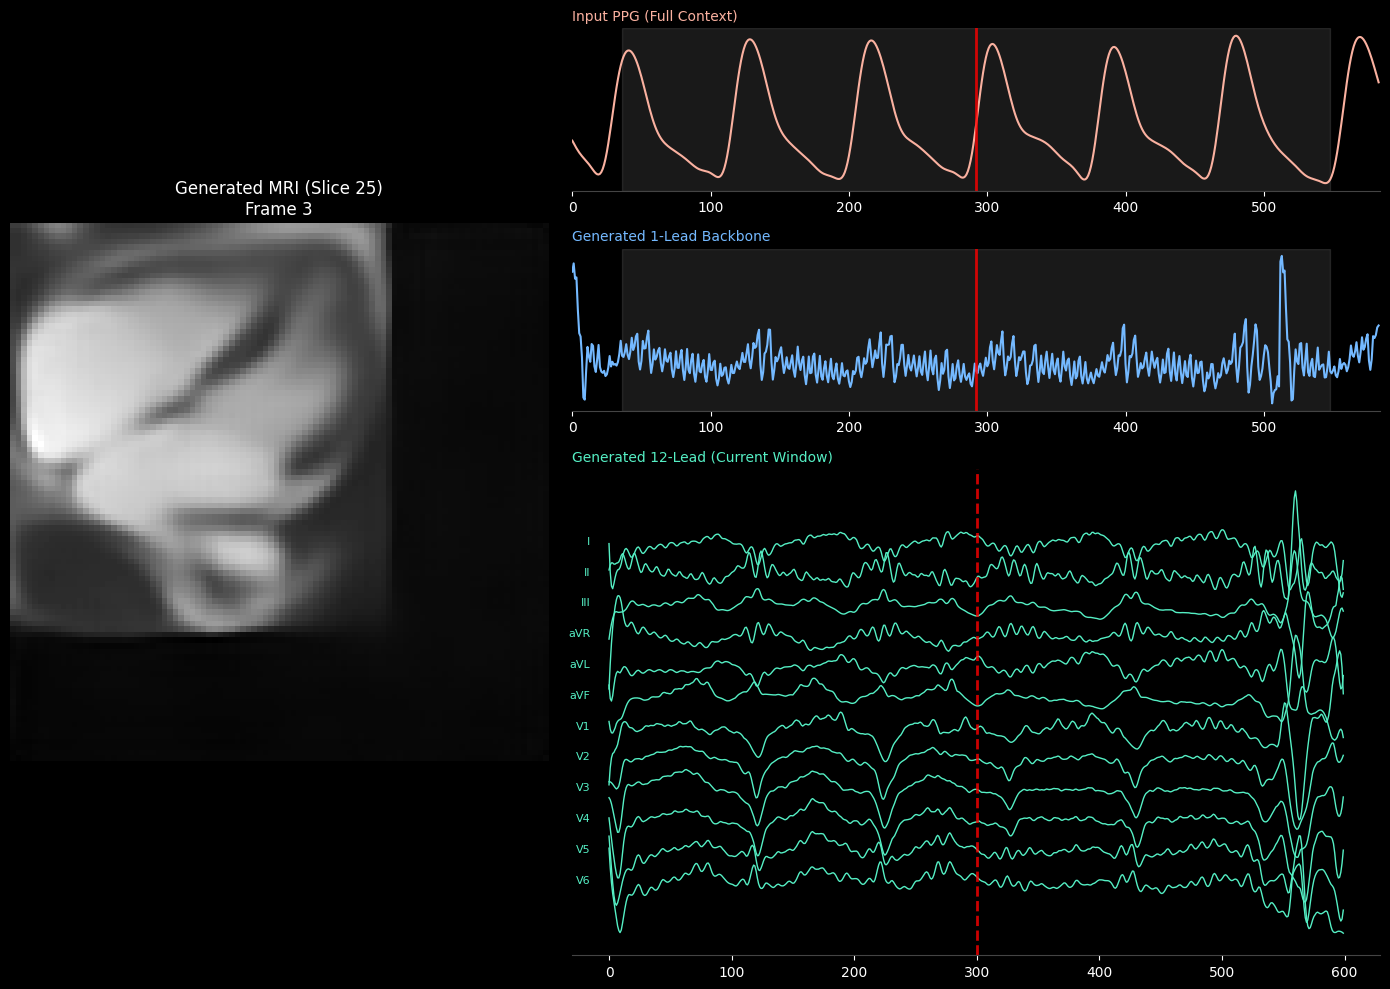 Generated MRI (Slice 25)
Frame 3
Input PPG (Full Context)
0 100 200 300 400 500
Generated 1-Lead Backbone
0 100 200 300 400 500
Generated 12-Lead (Current Window)
I
II
III
aVR
aVL
aVF
V1
V2
V3
V4
V5
V6
0 100 200 300 400 500 600